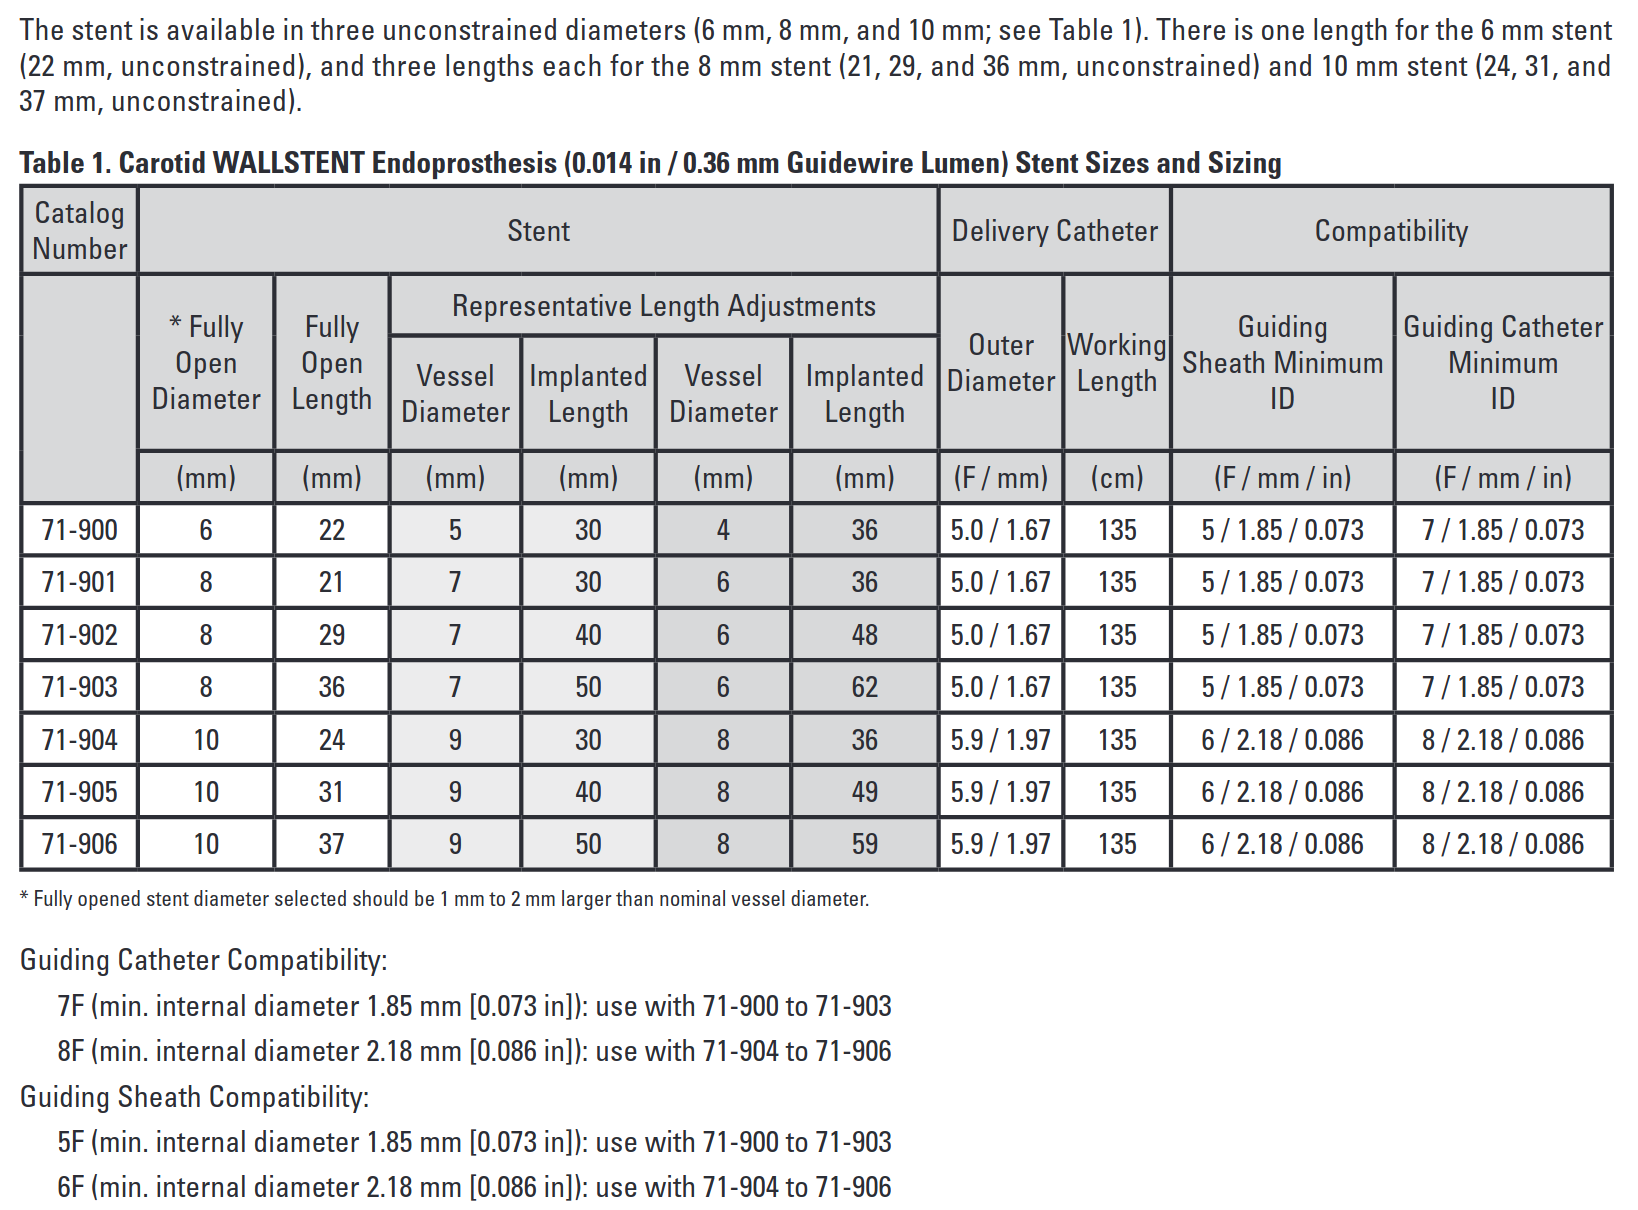 The stent is available in three unconstrained diameters (6 mm, 8 mm, and 10 mm; see Table 1). There is one length for the 6 mm stent
(22 mm, unconstrained), and three lengths each for the 8 mm stent (21, 29, and 36 mm, unconstrained) and 10 mm stent (24, 31, and
37 mm, unconstrained).
Table 1. Carotid WALLSTENT Endoprosthesis (0.014 in / 0.36 mm Guidewire Lumen) Stent Sizes and Sizing
Catalog Number Stent Delivery Catheter Compatibility
* Fully Open Diameter Fully Open Length Representative Length Adjustments Outer Diameter Working Length Guiding Sheath Minimum ID Guiding Catheter Minimum ID
Vessel Diameter Implanted Length Vessel Diameter Implanted Length
(mm) (mm) (mm) (mm) (mm) (mm) (F / mm) (cm) (F / mm / in) (F / mm / in)
71-900 6 22 5 30 4 36 5.0 / 1.67 135 5 / 1.85 / 0.073 7 / 1.85 / 0.073
71-901 8 21 7 30 6 36 5.0 / 1.67 135 5 / 1.85 / 0.073 7 / 1.85 / 0.073
71-902 8 29 7 40 6 48 5.0 / 1.67 135 5 / 1.85 / 0.073 7 / 1.85 / 0.073
71-903 8 36 7 50 6 62 5.0 / 1.67 135 5 / 1.85 / 0.073 7 / 1.85 / 0.073
71-904 10 24 9 30 8 36 5.9 / 1.97 135 6 / 2.18 / 0.086 8 / 2.18 / 0.086
71-905 10 31 9 40 8 49 5.9 / 1.97 135 6 / 2.18 / 0.086 8 / 2.18 / 0.086
71-906 10 37 9 50 8 59 5.9 / 1.97 135 6 / 2.18 / 0.086 8 / 2.18 / 0.086
* Fully opened stent diameter selected should be 1 mm to 2 mm larger than nominal vessel diameter.
Guiding Catheter Compatibility:
7F (min. internal diameter 1.85 mm [0.073 in]): use with 71-900 to 71-903
8F (min. internal diameter 2.18 mm [0.086 in]): use with 71-904 to 71-906
Guiding Sheath Compatibility:
5F (min. internal diameter 1.85 mm [0.073 in]): use with 71-900 to 71-903
6F (min. internal diameter 2.18 mm [0.086 in]): use with 71-904 to 71-906